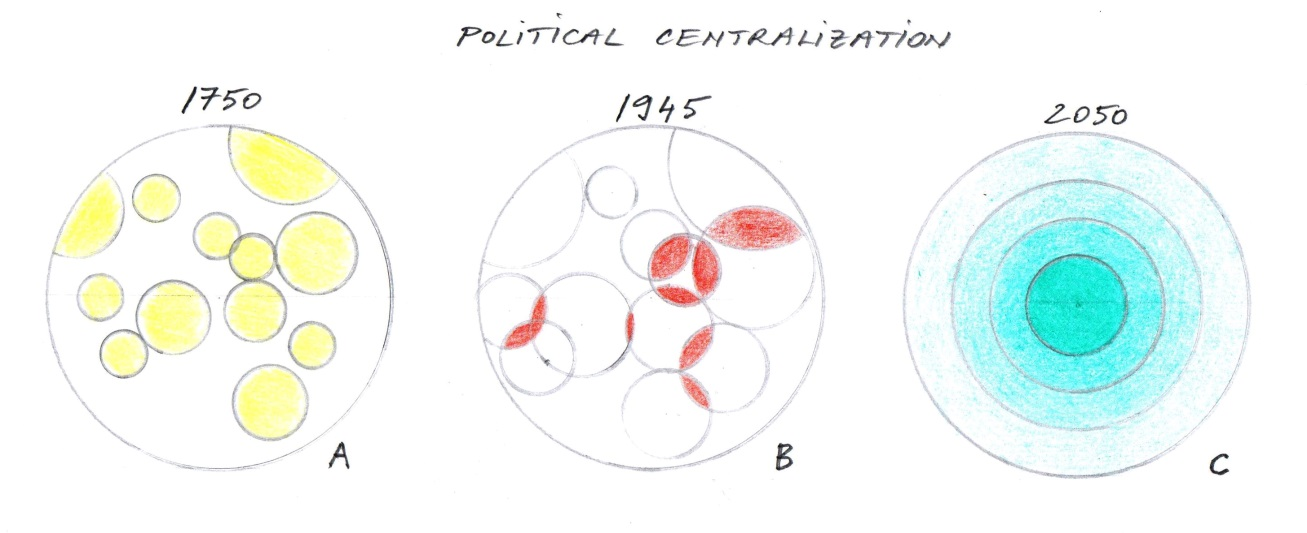 POLITICAL CENTRALIZATION
1750
1945
2050
A
B
C